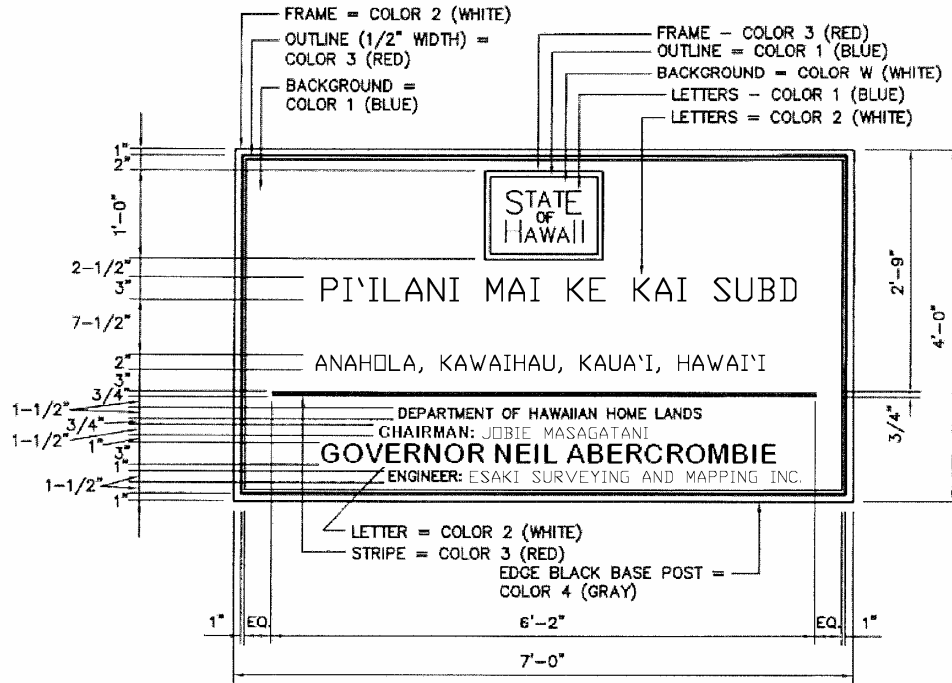 FRAME = COLOR 2 (WHITE)
OUTLINE (1/2" WIDTH) =
COLOR 3 (RED)
BACKGROUND =
COLOR 1 (BLUE)
FRAME - COLOR 3 (RED)
OUTLINE = COLOR 1 (BLUE)
BACKGROUND = COLOR W (WHITE)
LETTERS - COLOR 1 (BLUE)
LETTERS = COLOR 2 (WHITE)
1"
2"
1'-0"
2-1/2"
3"
7-1/2"
2"
3"
3/4"
1-1/2"
3/4"
1-1/2"
1"
3"
1"
1-1/2"
1"
STATE
OF
HAWAII
PI'ILANI MAI KE KAI SUBD
ANAHOLA, KAWAIHAU, KAUA'I, HAWAI'I
DEPARTMENT OF HAWAIIAN HOME LANDS
CHAIRMAN: JOBIE MASAGATANI
GOVERNOR NEIL ABERCROMBIE
ENGINEER: ESAKI SURVEYING AND MAPPING INC.
2'-9"
4'-0"
3/4"
LETTER = COLOR 2 (WHITE)
STRIPE = COLOR 3 (RED)
EDGE BLACK BASE POST =
COLOR 4 (GRAY)
1" EQ. 6'-2" EQ. 1"
7'-0"